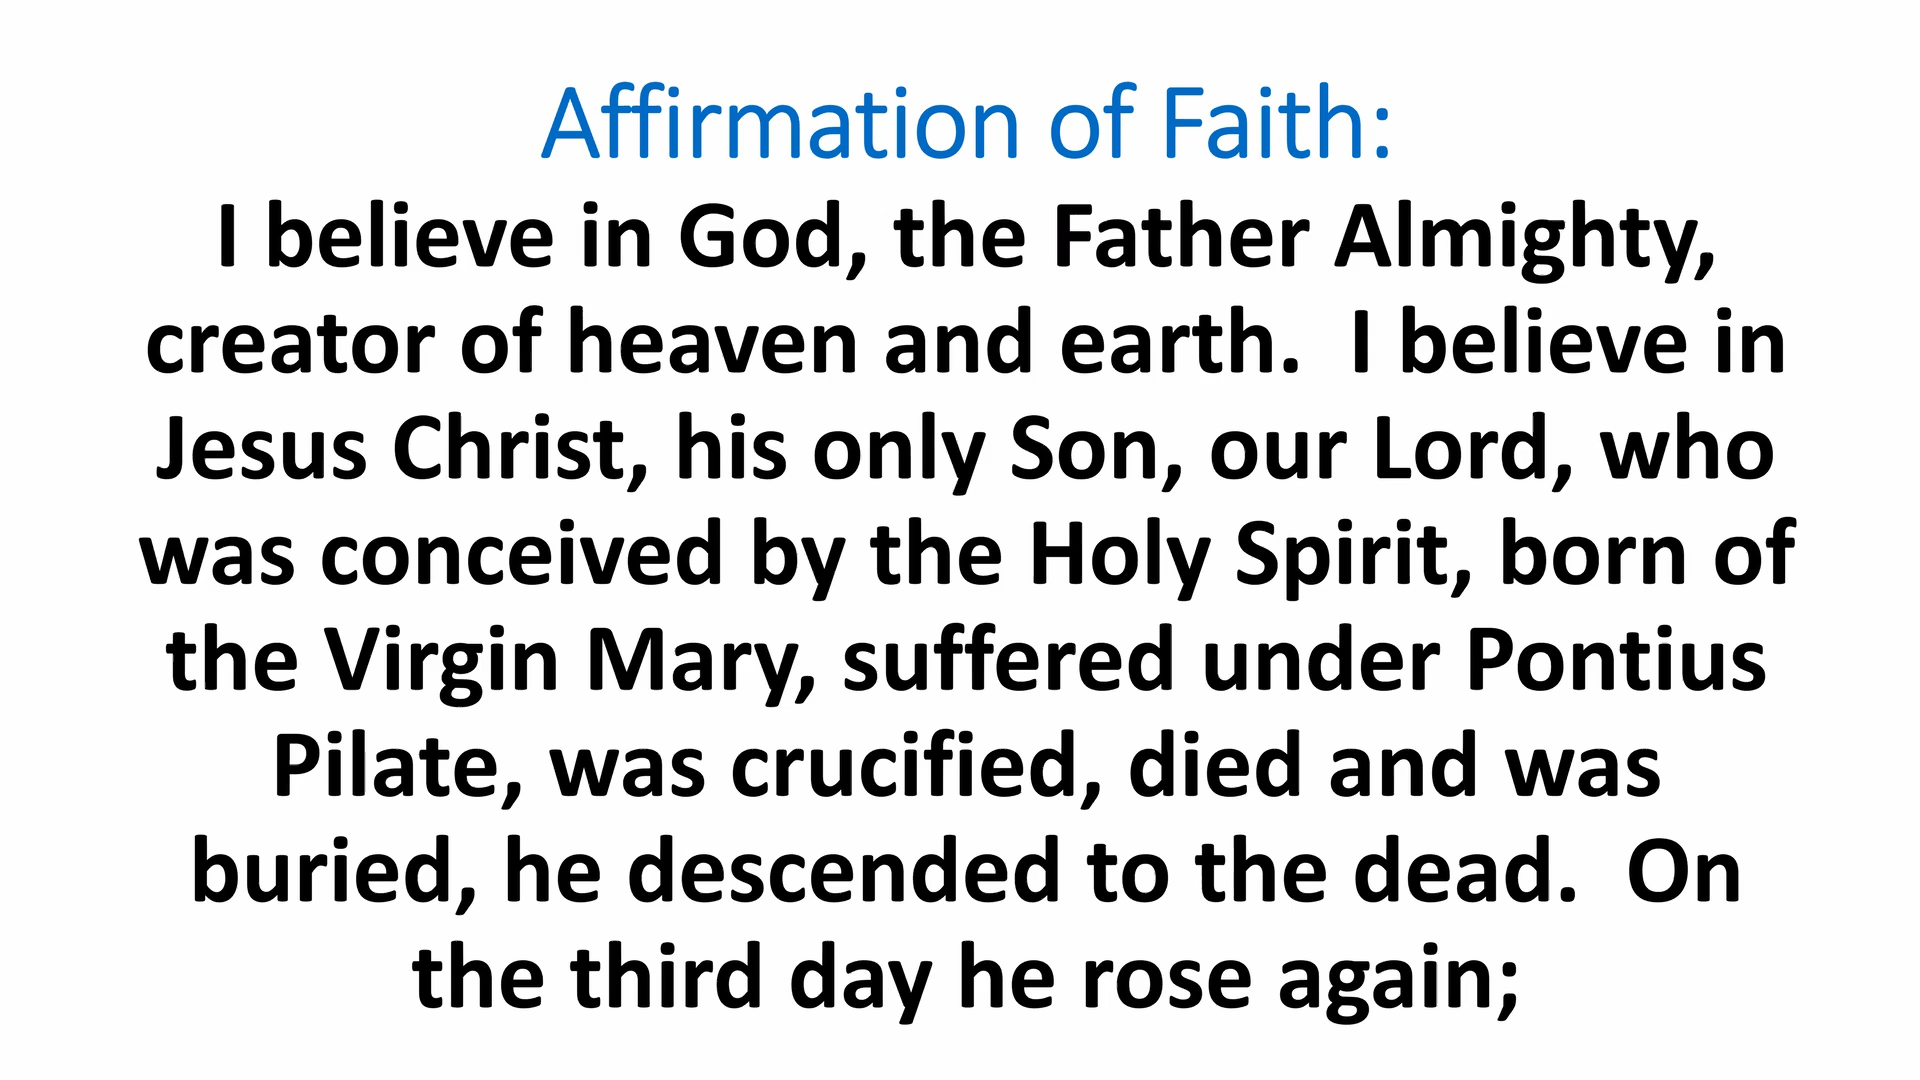 Affirmation of Faith:
I believe in God, the Father Almighty,
creator of heaven and earth.  I believe in
Jesus Christ, his only Son, our Lord, who
was conceived by the Holy Spirit, born of
the Virgin Mary, suffered under Pontius
Pilate, was crucified, died and was
buried, he descended to the dead.  On
the third day he rose again;